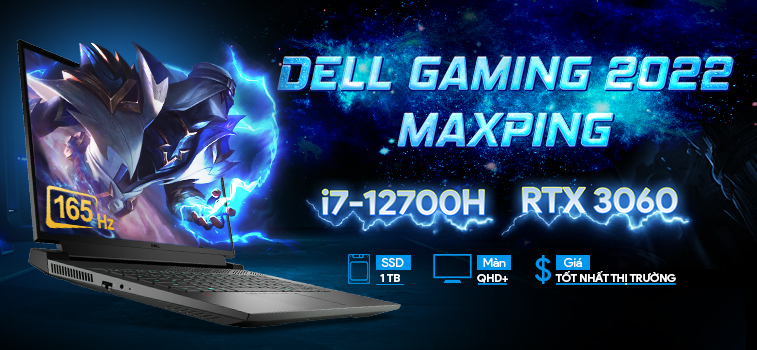 DELL GAMING 2022
MAXPING
i7-12700H RTX 3060
165 Hz
SSD
1 TB
Màn
QHD+
Giá
TỐT NHẤT THỊ TRƯỜNG
DELL